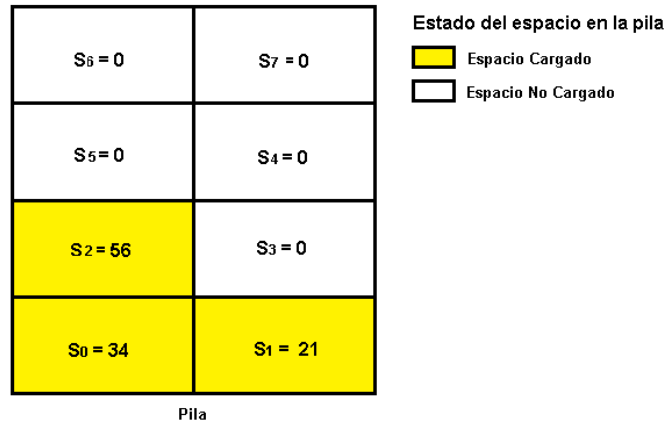 Estado del espacio en la pila
Espacio Cargado
Espacio No Cargado
S6 = 0
S7 = 0
S5 = 0
S4 = 0
S2 = 56
S3 = 0
S0 = 34
S1 = 21
Pila